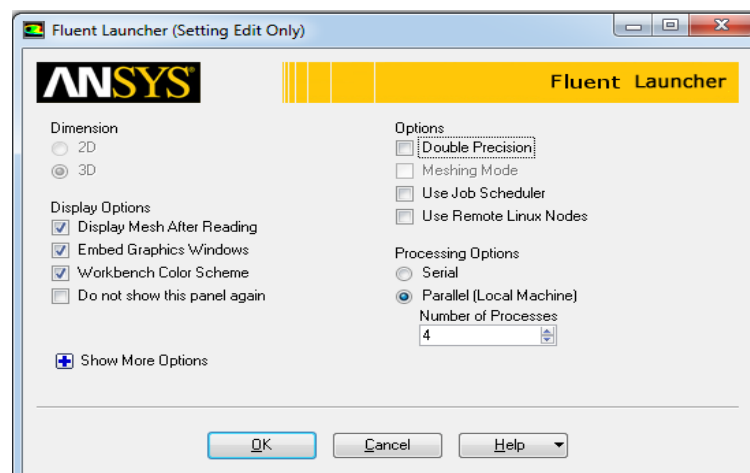 Fluent Launcher (Setting Edit Only)
ANSYS
Fluent Launcher
Dimension
2D
3D
Display Options
Display Mesh After Reading
Embed Graphics Windows
Workbench Color Scheme
Do not show this panel again
Show More Options
Options
Double Precision
Meshing Mode
Use Job Scheduler
Use Remote Linux Nodes
Processing Options
Serial
Parallel (Local Machine)
Number of Processes
4
OK
Cancel
Help